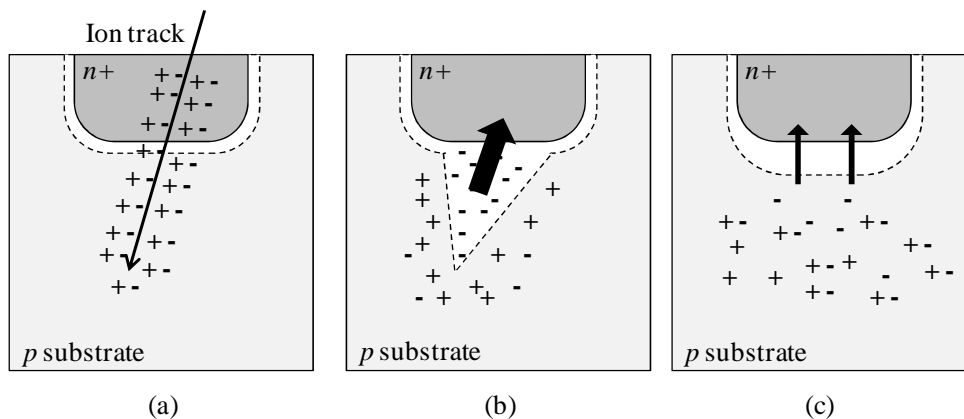 Ion track
n+
n+
n+
p substrate
p substrate
p substrate
(a)
(b)
(c)